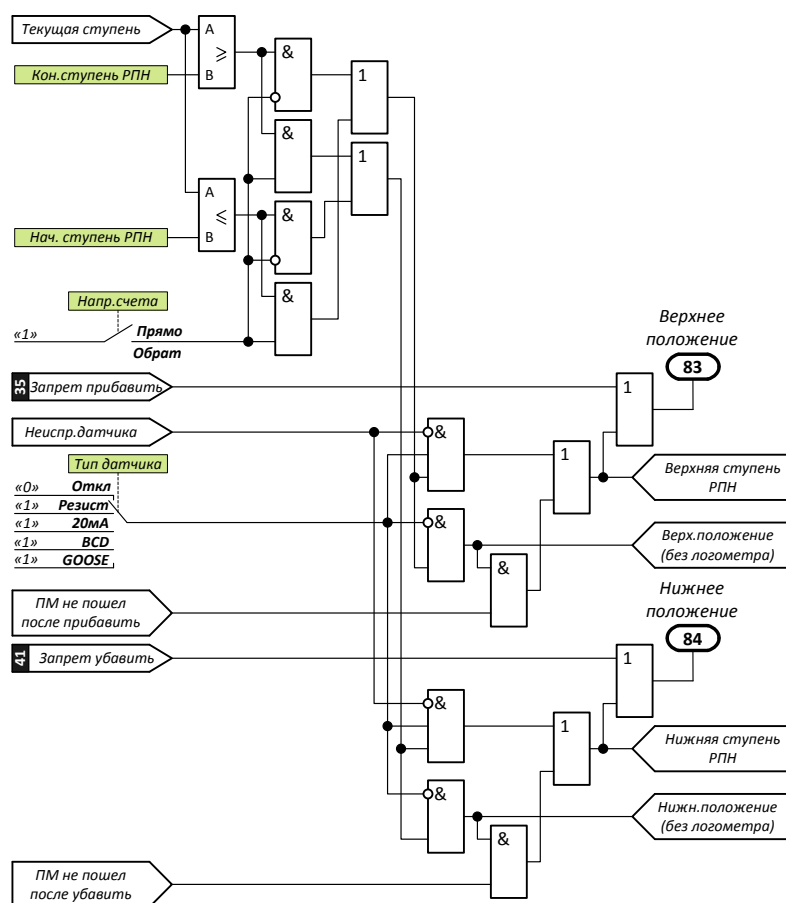 Текущая ступень
A
⩾
B
Кон.ступень РПН
&
1
&
1
A
⩽
B
Нач. ступень РПН
&
&
Напр.счета
«1»
Прямо
Обрат
Верхнее
положение
83
35
Запрет прибавить
1
Неиспр.датчика
&
1
Верхняя ступень
РПН
Тип датчика
«0» Откл
«1» Резист
«1» 20мА
«1» BCD
«1» GOOSE
&
Верх.положение
(без логометра)
&
ПМ не пошел
после прибавить
Нижнее
положение
84
41
Запрет убавить
1
&
1
Нижняя ступень
РПН
&
Нижн.положение
(без логометра)
&
ПМ не пошел
после убавить